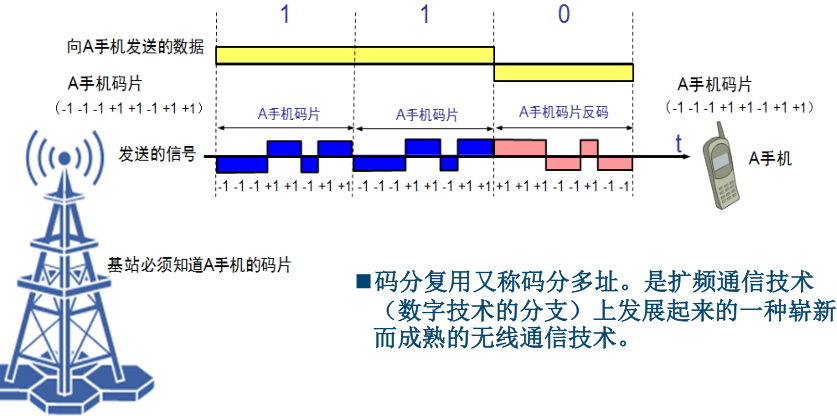 1 1 0
向A手机发送的数据
A手机码片
（-1 -1 -1 +1 +1 -1 +1 +1）
A手机码片
（-1 -1 -1 +1 +1 -1 +1 +1）
A手机码片 A手机码片 A手机码片反码
发送的信号
t
A手机
-1 -1 -1 +1 +1 -1 +1 +1 -1 -1 -1 +1 +1 -1 +1 +1 +1 +1 +1 -1 -1 +1 -1 -1
基站必须知道A手机的码片
■码分复用又称码分多址。是扩频通信技术
（数字技术的分支）上发展起来的一种崭新
而成熟的无线通信技术。